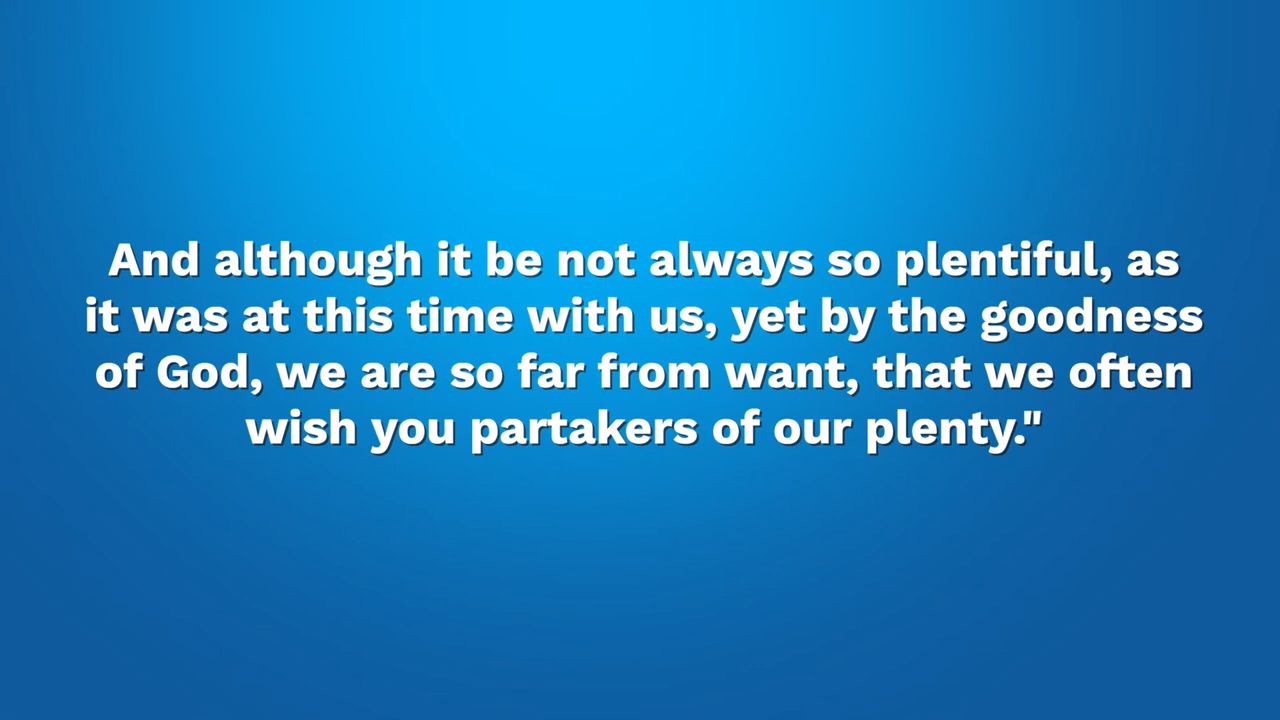 And although it be not always so plentiful, as
it was at this time with us, yet by the goodness
of God, we are so far from want, that we often
wish you partakers of our plenty."